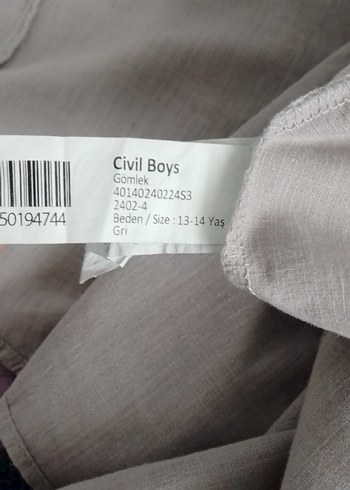 Civil Boys
Gömlek
40140240224S3
2402-4
Beden / Size : 13-14 Yaş
Gri
50194744